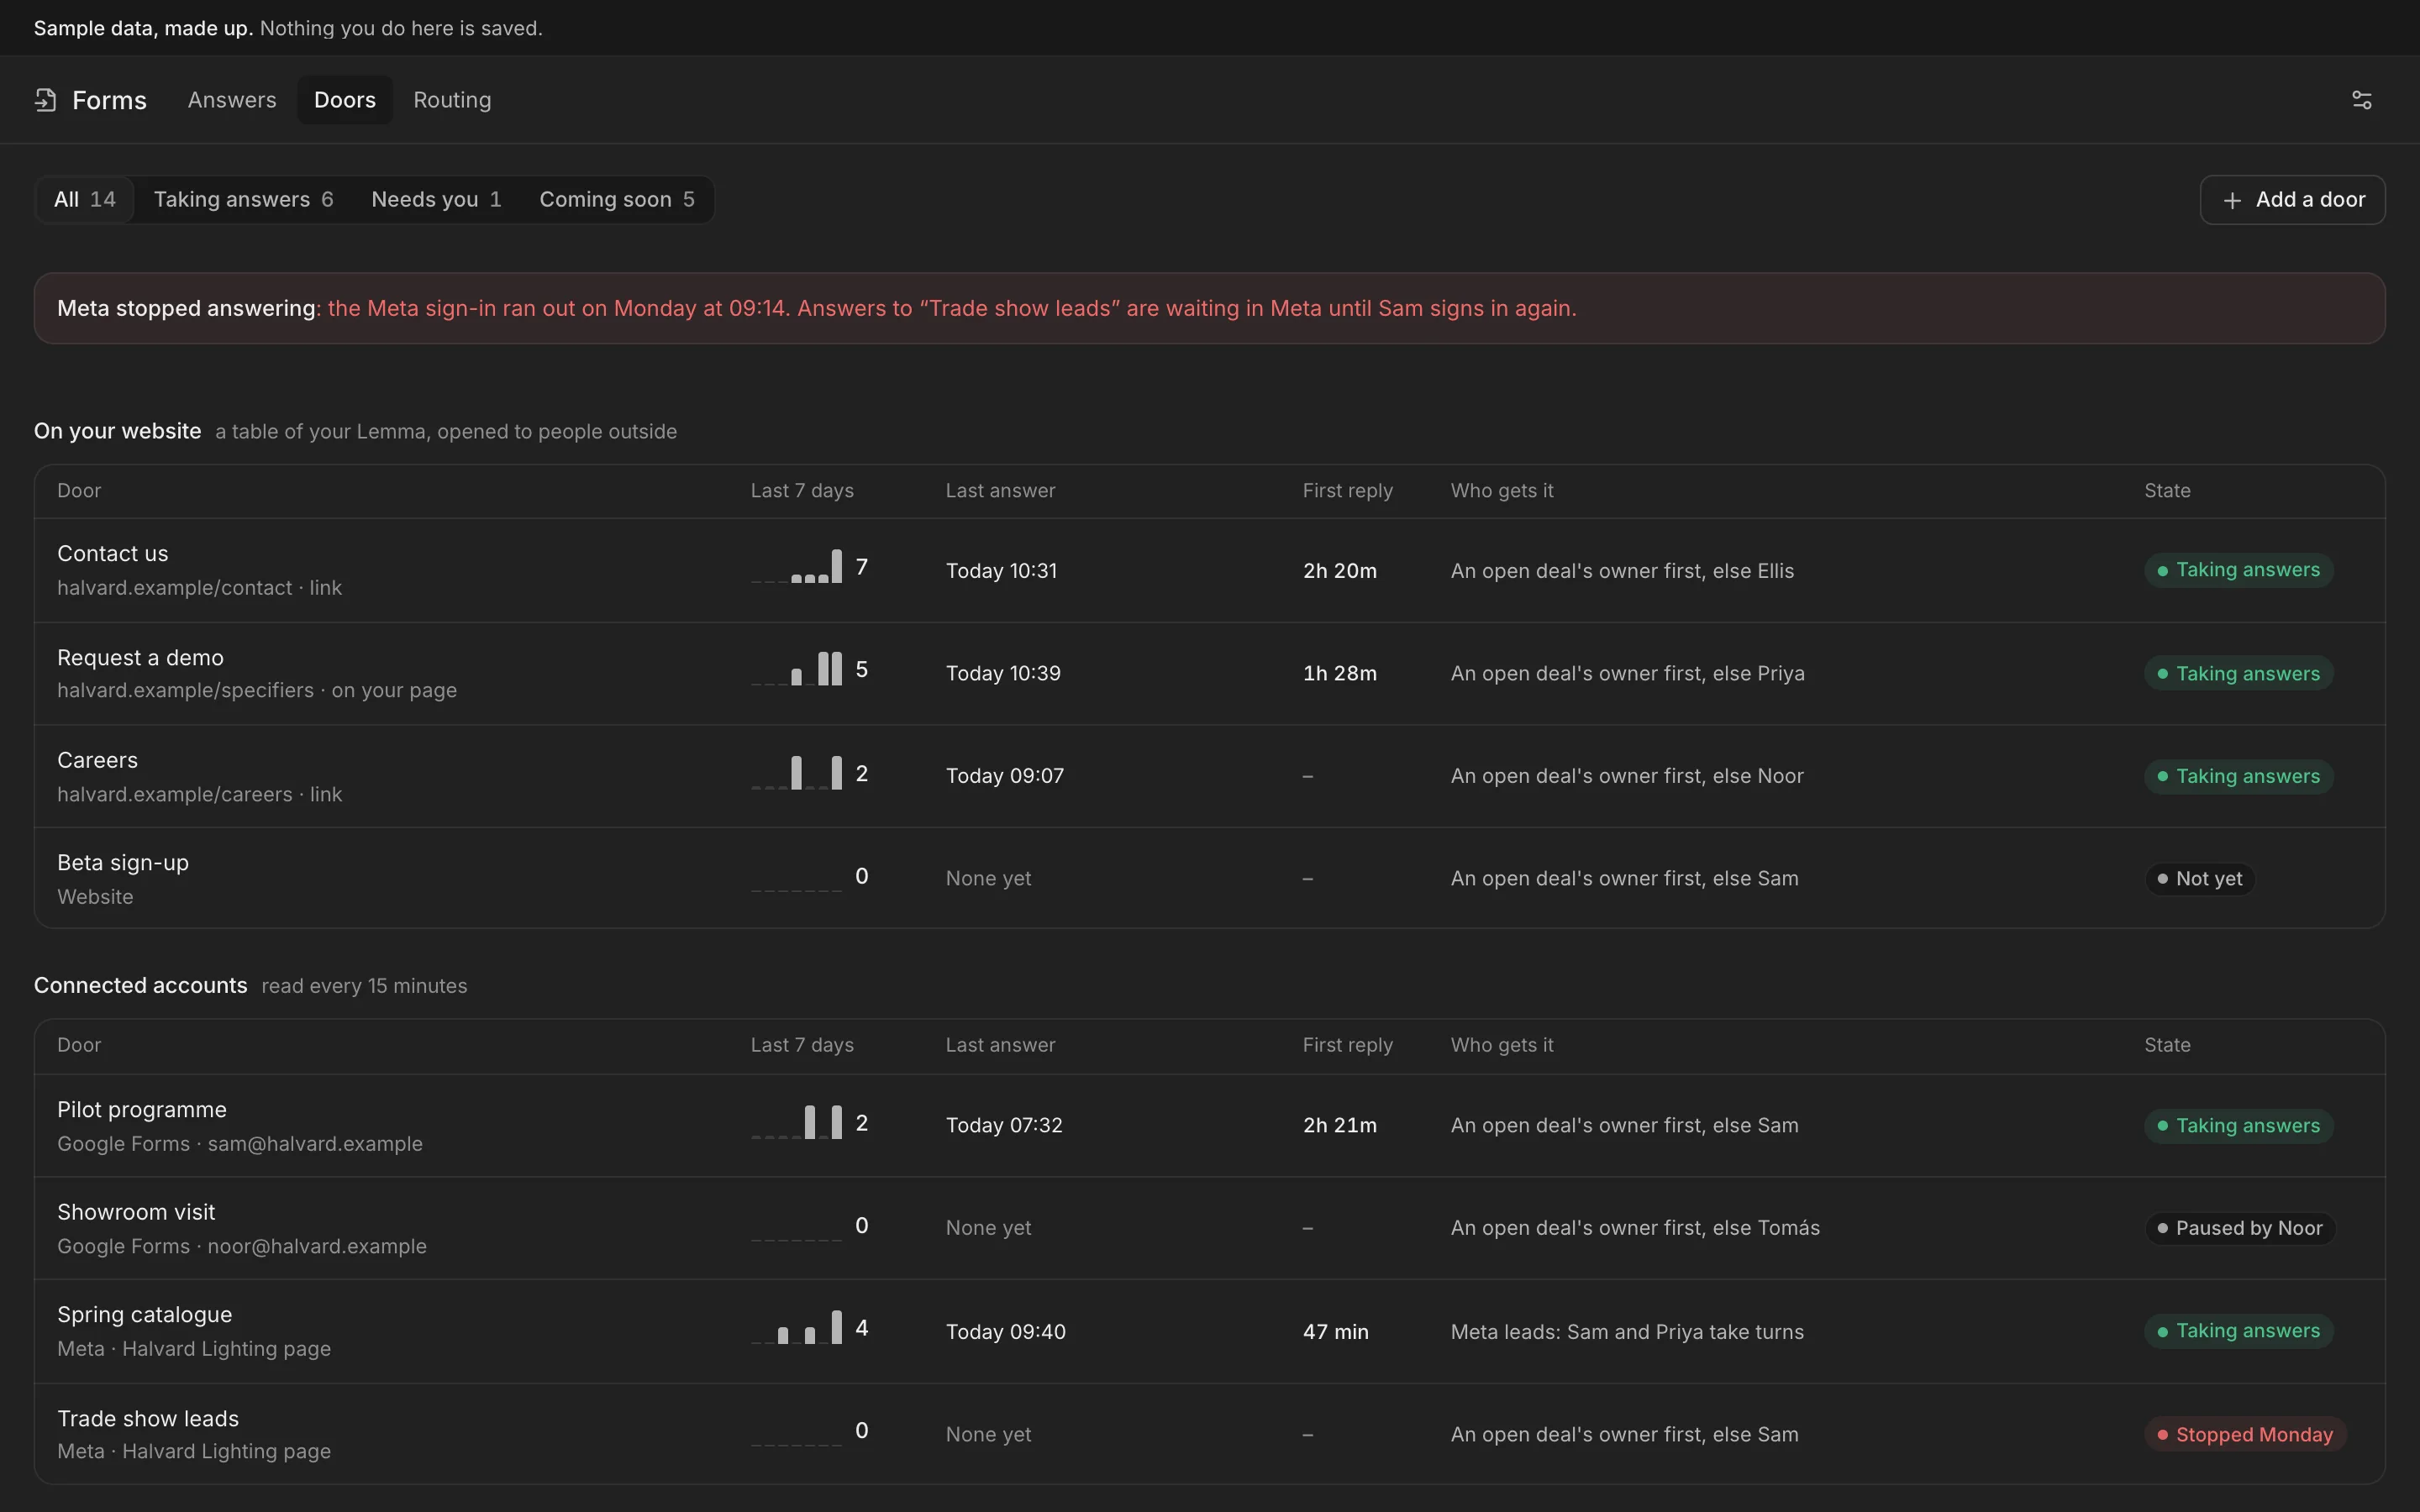 Sample data, made up. Nothing you do here is saved.
Forms Answers Doors Routing
All 14 Taking answers 6 Needs you 1 Coming soon 5
+ Add a door
Meta stopped answering: the Meta sign-in ran out on Monday at 09:14. Answers to “Trade show leads” are waiting in Meta until Sam signs in again.
On your website a table of your Lemma, opened to people outside
Door Last 7 days Last answer First reply Who gets it State
Contact us
halvard.example/contact · link
7 Today 10:31 2h 20m An open deal's owner first, else Ellis Taking answers
Request a demo
halvard.example/specifiers · on your page
5 Today 10:39 1h 28m An open deal's owner first, else Priya Taking answers
Careers
halvard.example/careers · link
2 Today 09:07 – An open deal's owner first, else Noor Taking answers
Beta sign-up
Website
0 None yet – An open deal's owner first, else Sam Not yet
Connected accounts read every 15 minutes
Door Last 7 days Last answer First reply Who gets it State
Pilot programme
Google Forms · sam@halvard.example
2 Today 07:32 2h 21m An open deal's owner first, else Sam Taking answers
Showroom visit
Google Forms · noor@halvard.example
0 None yet – An open deal's owner first, else Tomás Paused by Noor
Spring catalogue
Meta · Halvard Lighting page
4 Today 09:40 47 min Meta leads: Sam and Priya take turns Taking answers
Trade show leads
Meta · Halvard Lighting page
0 None yet – An open deal's owner first, else Sam Stopped Monday